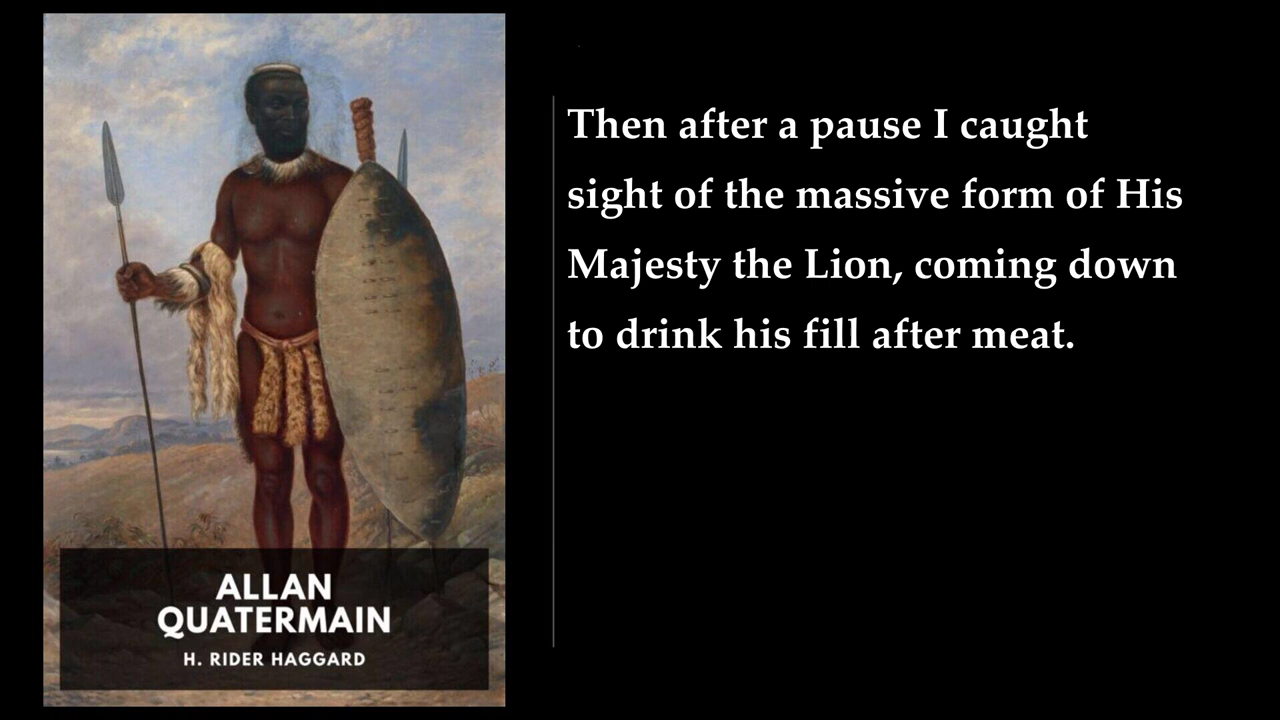 ALLAN
QUATERMAIN
H. RIDER HAGGARD
Then after a pause I caught
sight of the massive form of His
Majesty the Lion, coming down
to drink his fill after meat.